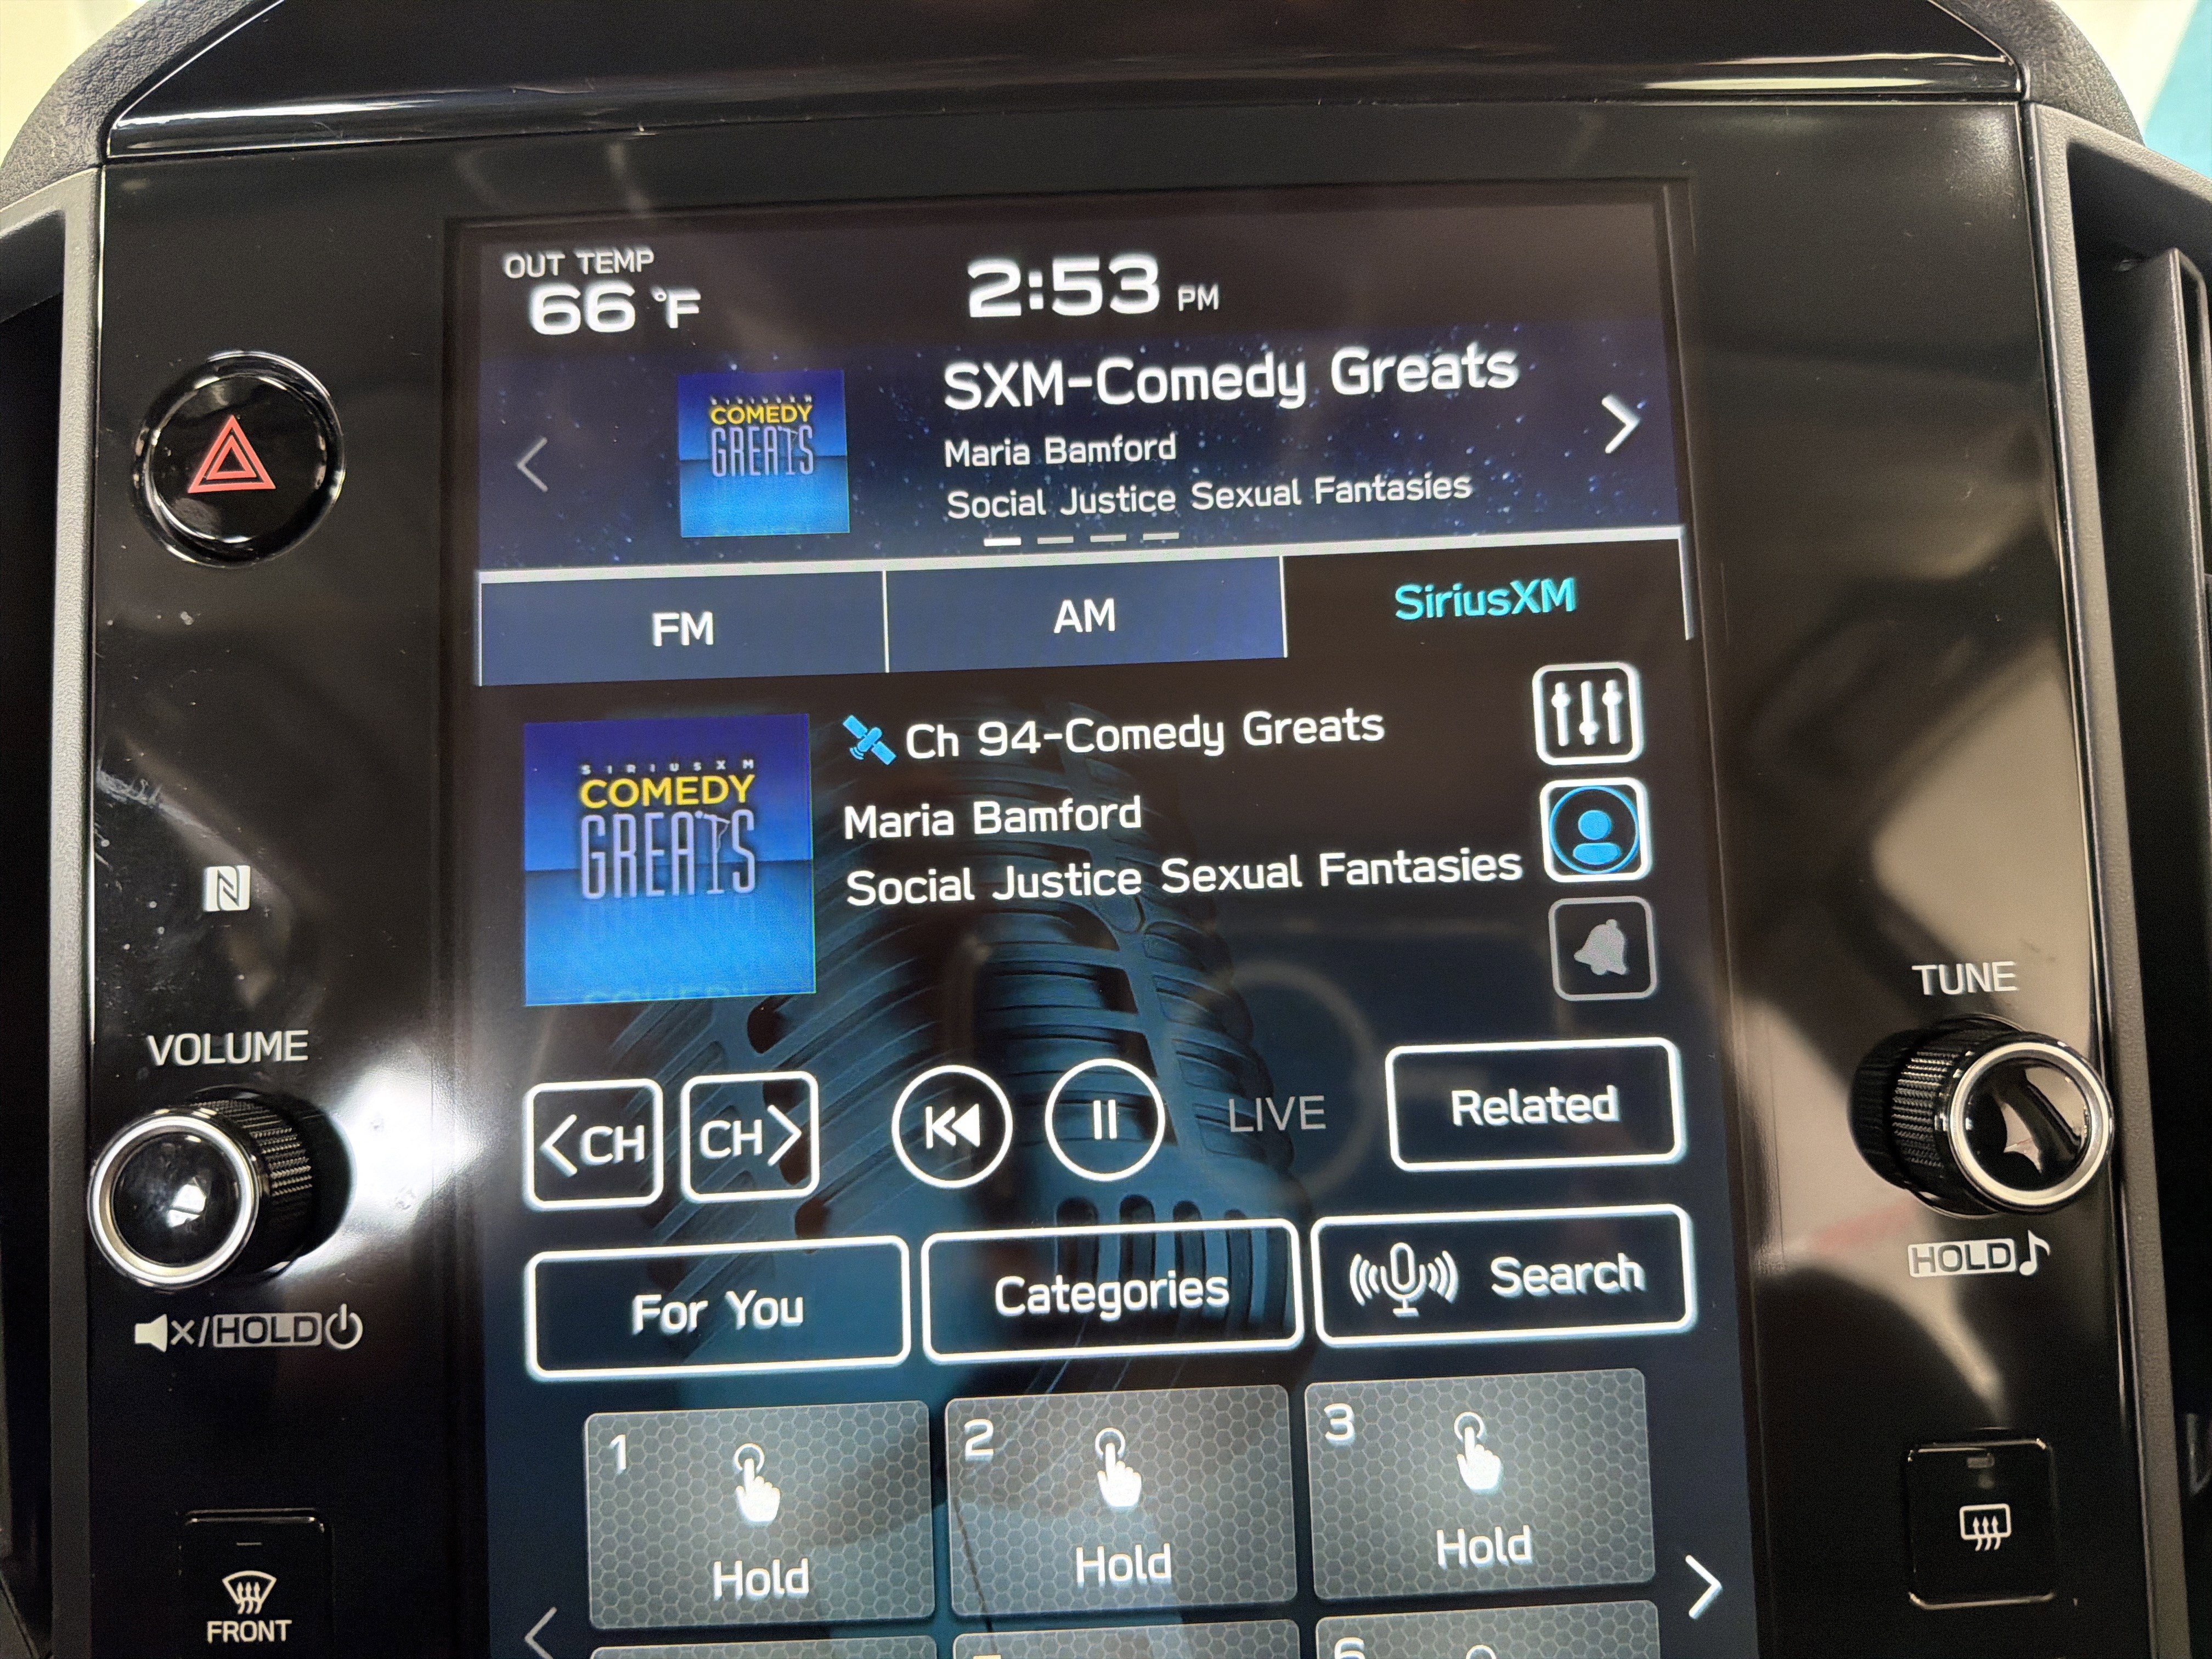 OUT TEMP
66 °F
2:53 PM
SIRIUSXM
COMEDY
GREATS
SXM-Comedy Greats
Maria Bamford
Social Justice Sexual Fantasies
FM
AM
SiriusXM
SIRIUSXM
COMEDY
GREATS
Ch 94-Comedy Greats
Maria Bamford
Social Justice Sexual Fantasies
N
VOLUME
TUNE
<CH
CH>
LIVE
Related
For You
Categories
Search
×/HOLD
HOLD
1
Hold
2
Hold
3
Hold
FRONT